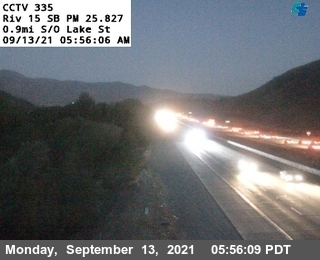 CCTV 335
Riv 15 SB PM 25.827
0.9mi S/O Lake St
09/13/21 05:56:06 AM
Monday, September 13, 2021 05:56:09 PDT